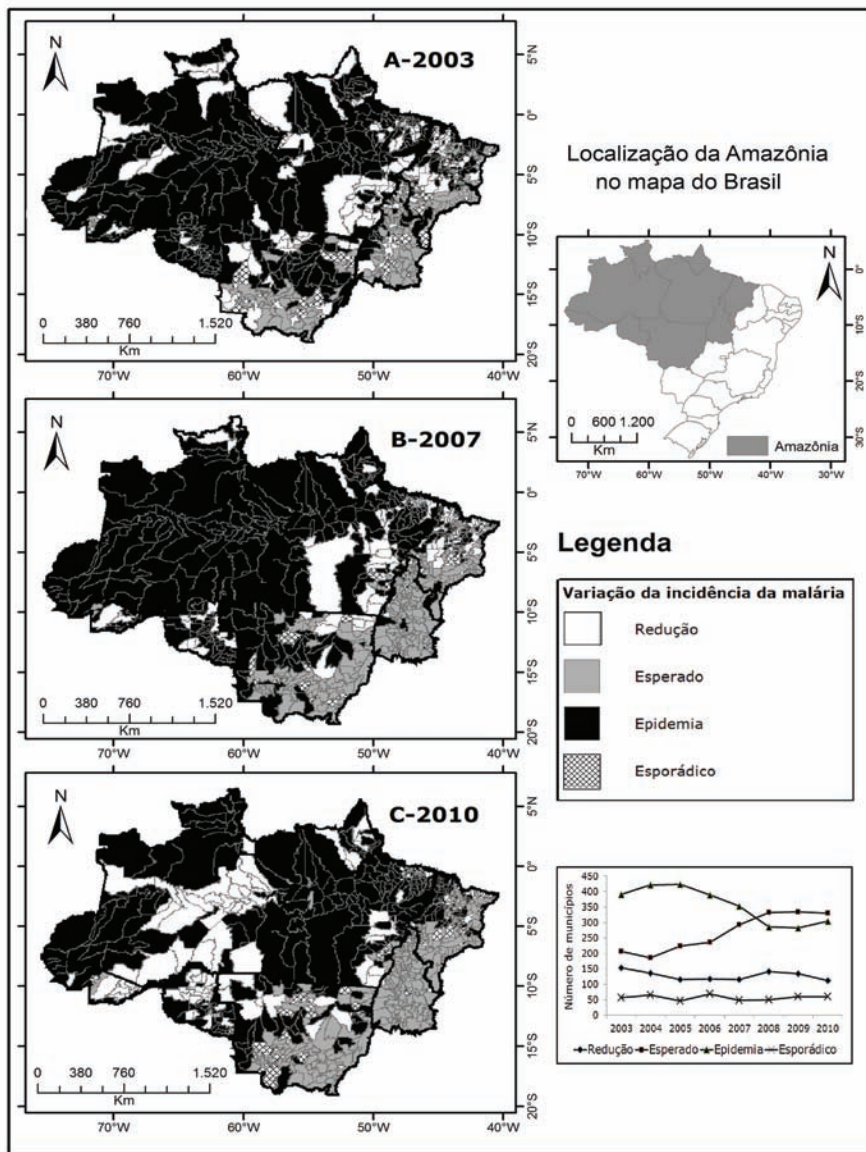 N
A-2003
5°N
0°
5°S
10°S
15°S
20°S
0 380 760 1.520
Km
70°W 60°W 50°W 40°W
N
B-2007
5°N
0°
5°S
10°S
15°S
20°S
0 380 760 1.520
Km
70°W 60°W 50°W 40°W
N
C-2010
5°N
0°
5°S
10°S
15°S
20°S
0 380 760 1.520
Km
70°W 60°W 50°W 40°W
Localização da Amazônia
no mapa do Brasil
N
0°
10°S
20°S
30°S
0 600 1.200
Km
Amazônia
70°W 60°W 50°W 40°W 30°W
Legenda
Variação da incidência da malária
Redução
Esperado
Epidemia
Esporádico
Número de municípios
450
400
350
300
250
200
150
100
50
0
2003 2004 2005 2006 2007 2008 2009 2010
Redução Esperado Epidemia Esporádico